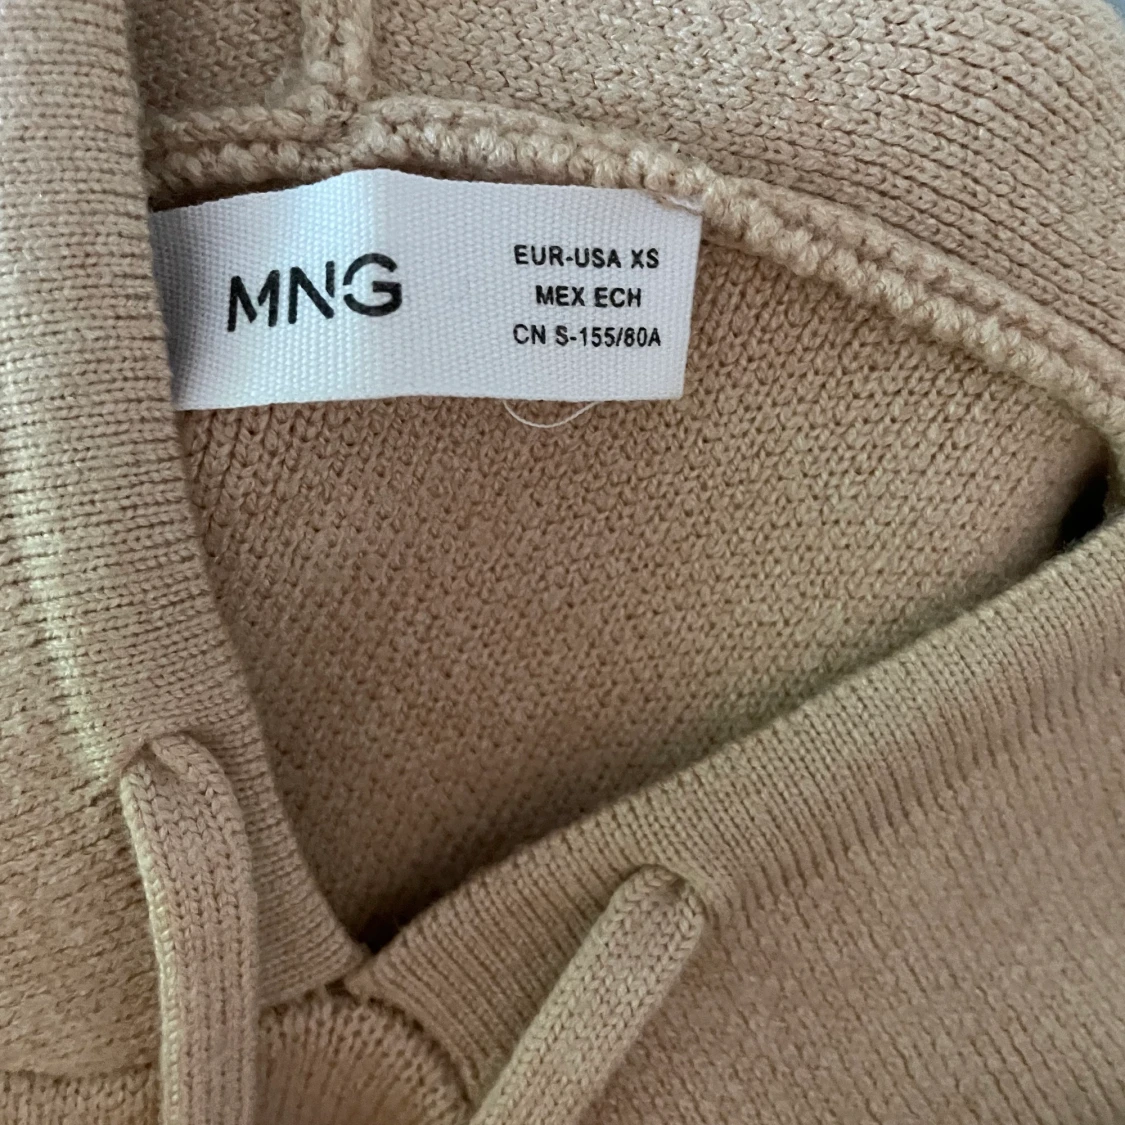 MNG
EUR-USA XS
MEX ECH
CN S-155/80A